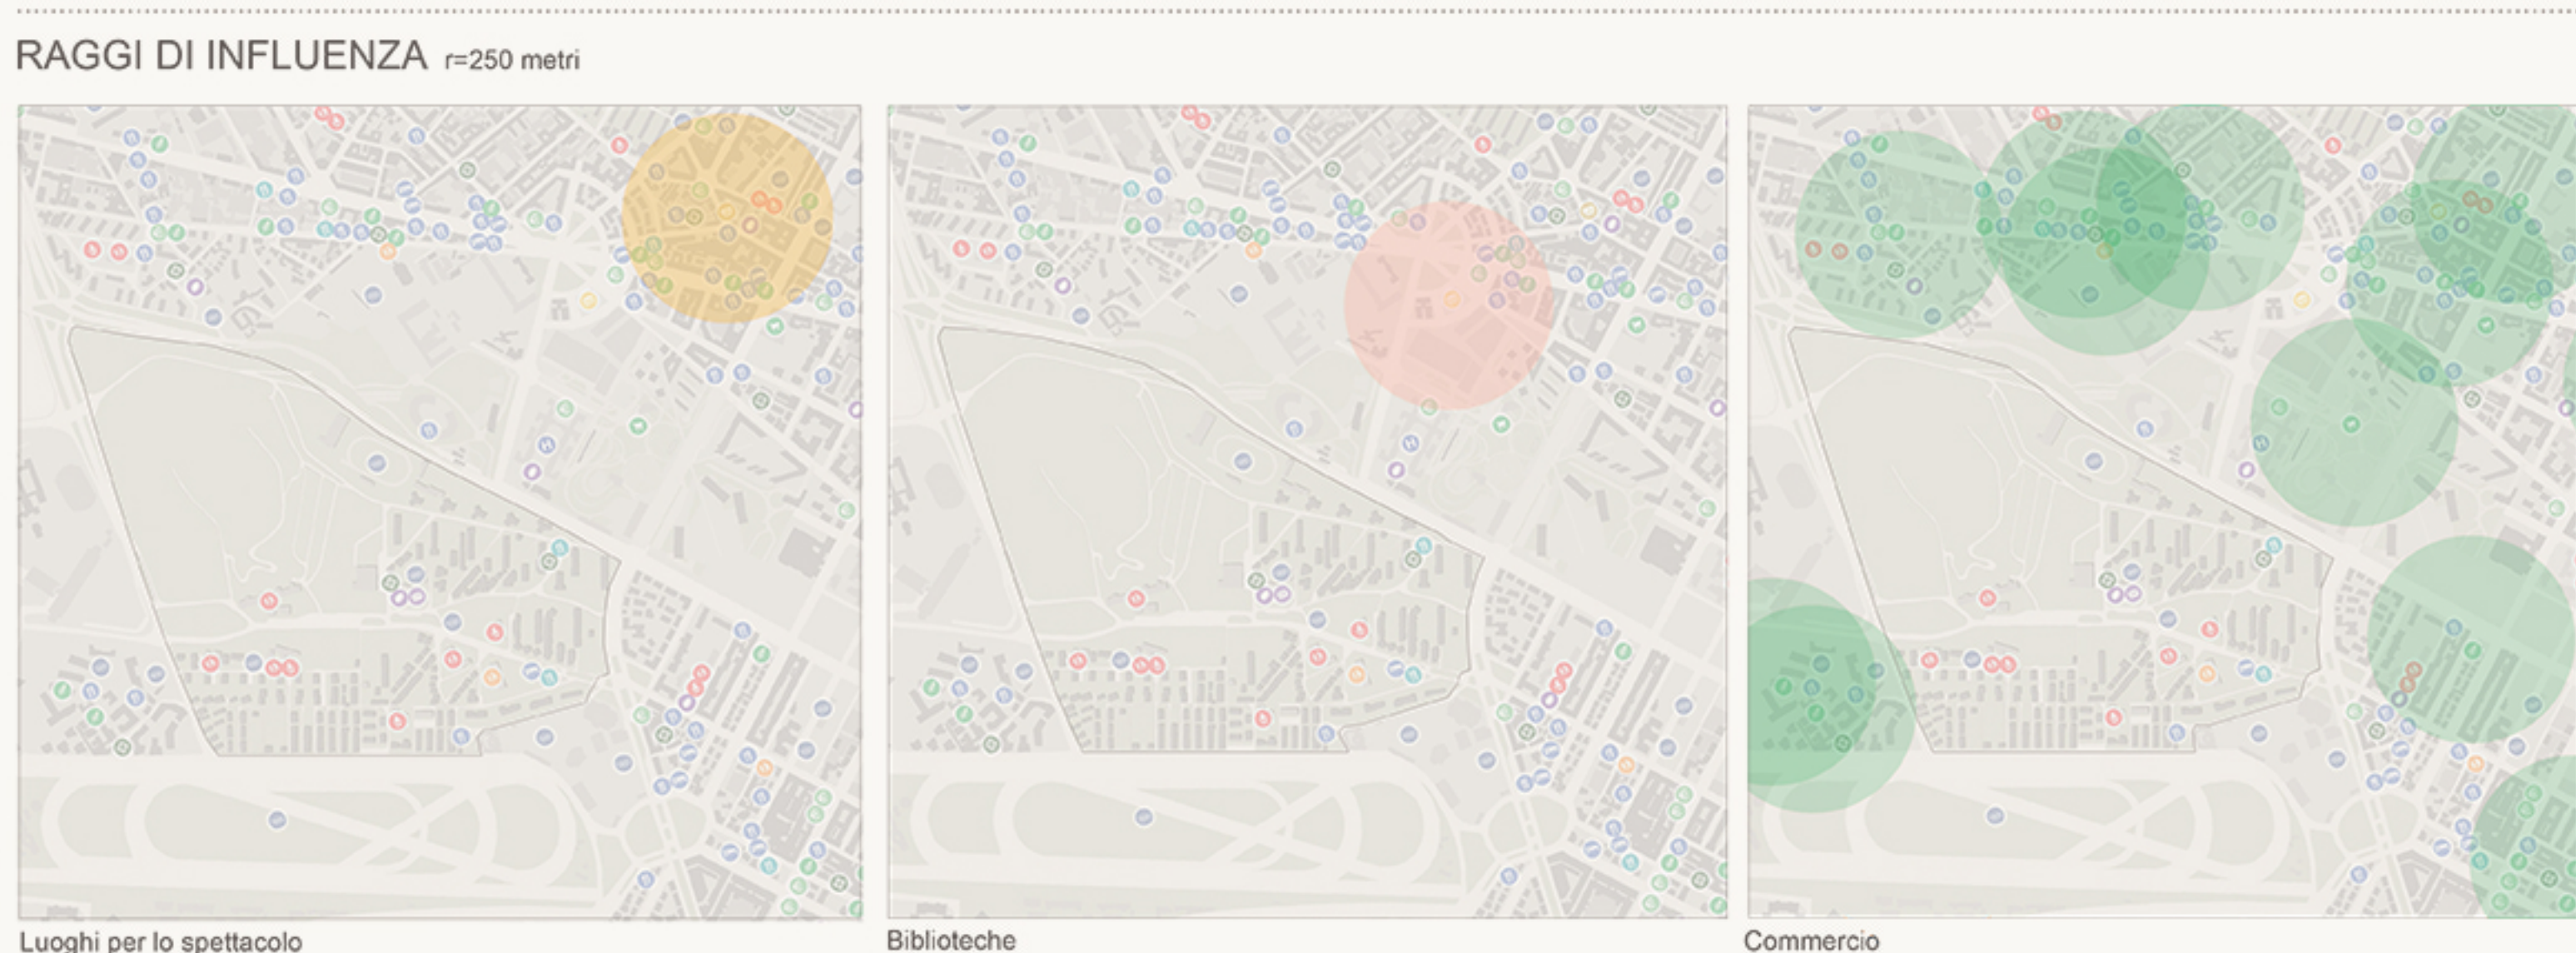 RAGGI DI INFLUENZA r=250 metri
Luoghi per lo spettacolo
Biblioteche
Commercio